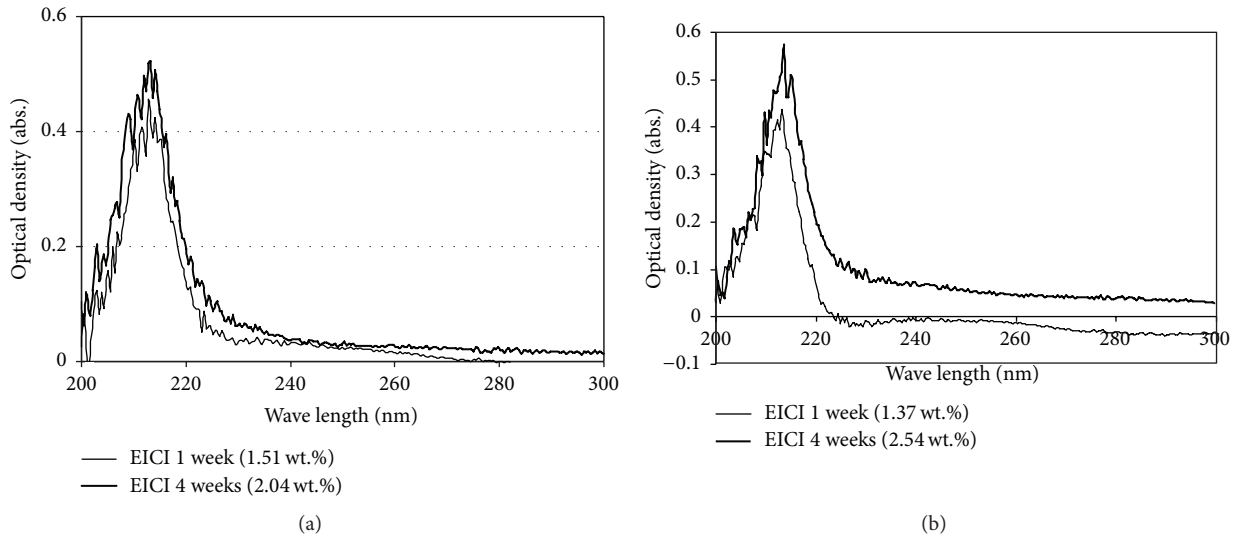 0.6
0.4
0.2
0
200
220
240
260
280
300
Optical density (abs.)
Wave length (nm)
EICI 1 week (1.51 wt.%)
EICI 4 weeks (2.04 wt.%)
(a)
0.6
0.5
0.4
0.3
0.2
0.1
0
−0.1
200
220
240
260
280
300
Optical density (abs.)
Wave length (nm)
EICI 1 week (1.37 wt.%)
EICI 4 weeks (2.54 wt.%)
(b)